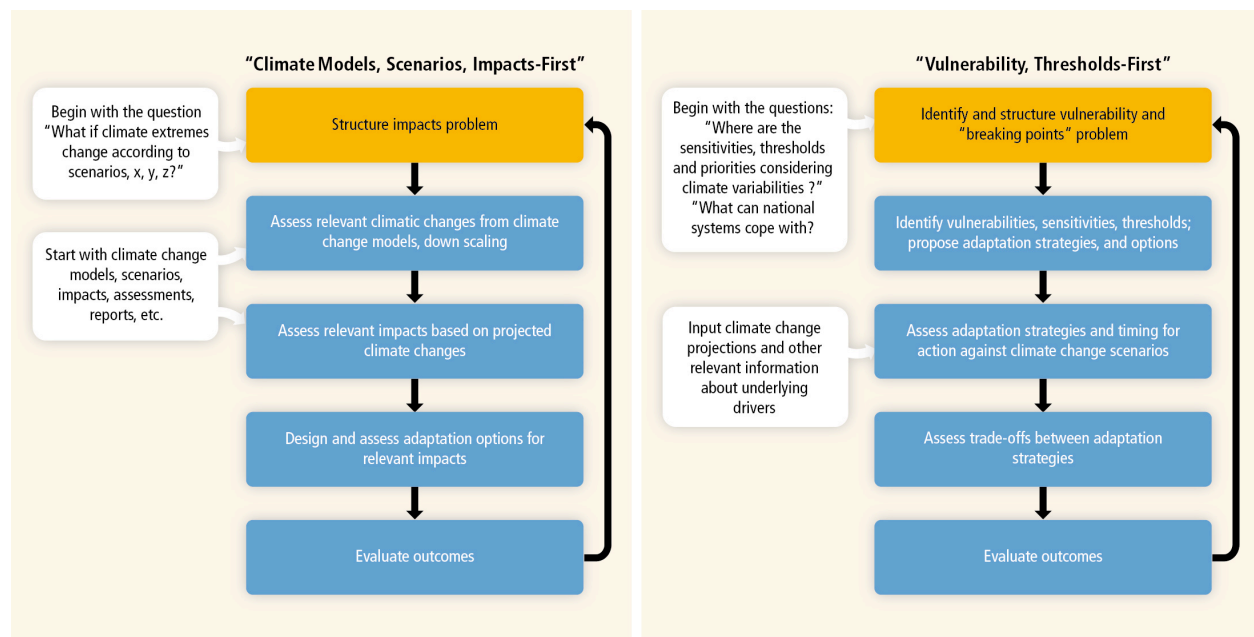 “Climate Models, Scenarios, Impacts-First”
Begin with the question
“What if climate extremes
change according to
scenarios, x, y, z?”
Structure impacts problem
Assess relevant climatic changes from climate
change models, down scaling
Start with climate change
models, scenarios,
impacts, assessments,
reports, etc.
Assess relevant impacts based on projected
climate changes
Design and assess adaptation options for
relevant impacts
Evaluate outcomes
“Vulnerability, Thresholds-First”
Begin with the questions:
“Where are the
sensitivities, thresholds
and priorities considering
climate variabilities ?”
“What can national
systems cope with?
Identify and structure vulnerability and
“breaking points” problem
Identify vulnerabilities, sensitivities, thresholds;
propose adaptation strategies, and options
Input climate change
projections and other
relevant information
about underlying
drivers
Assess adaptation strategies and timing for
action against climate change scenarios
Assess trade-offs between adaptation
strategies
Evaluate outcomes